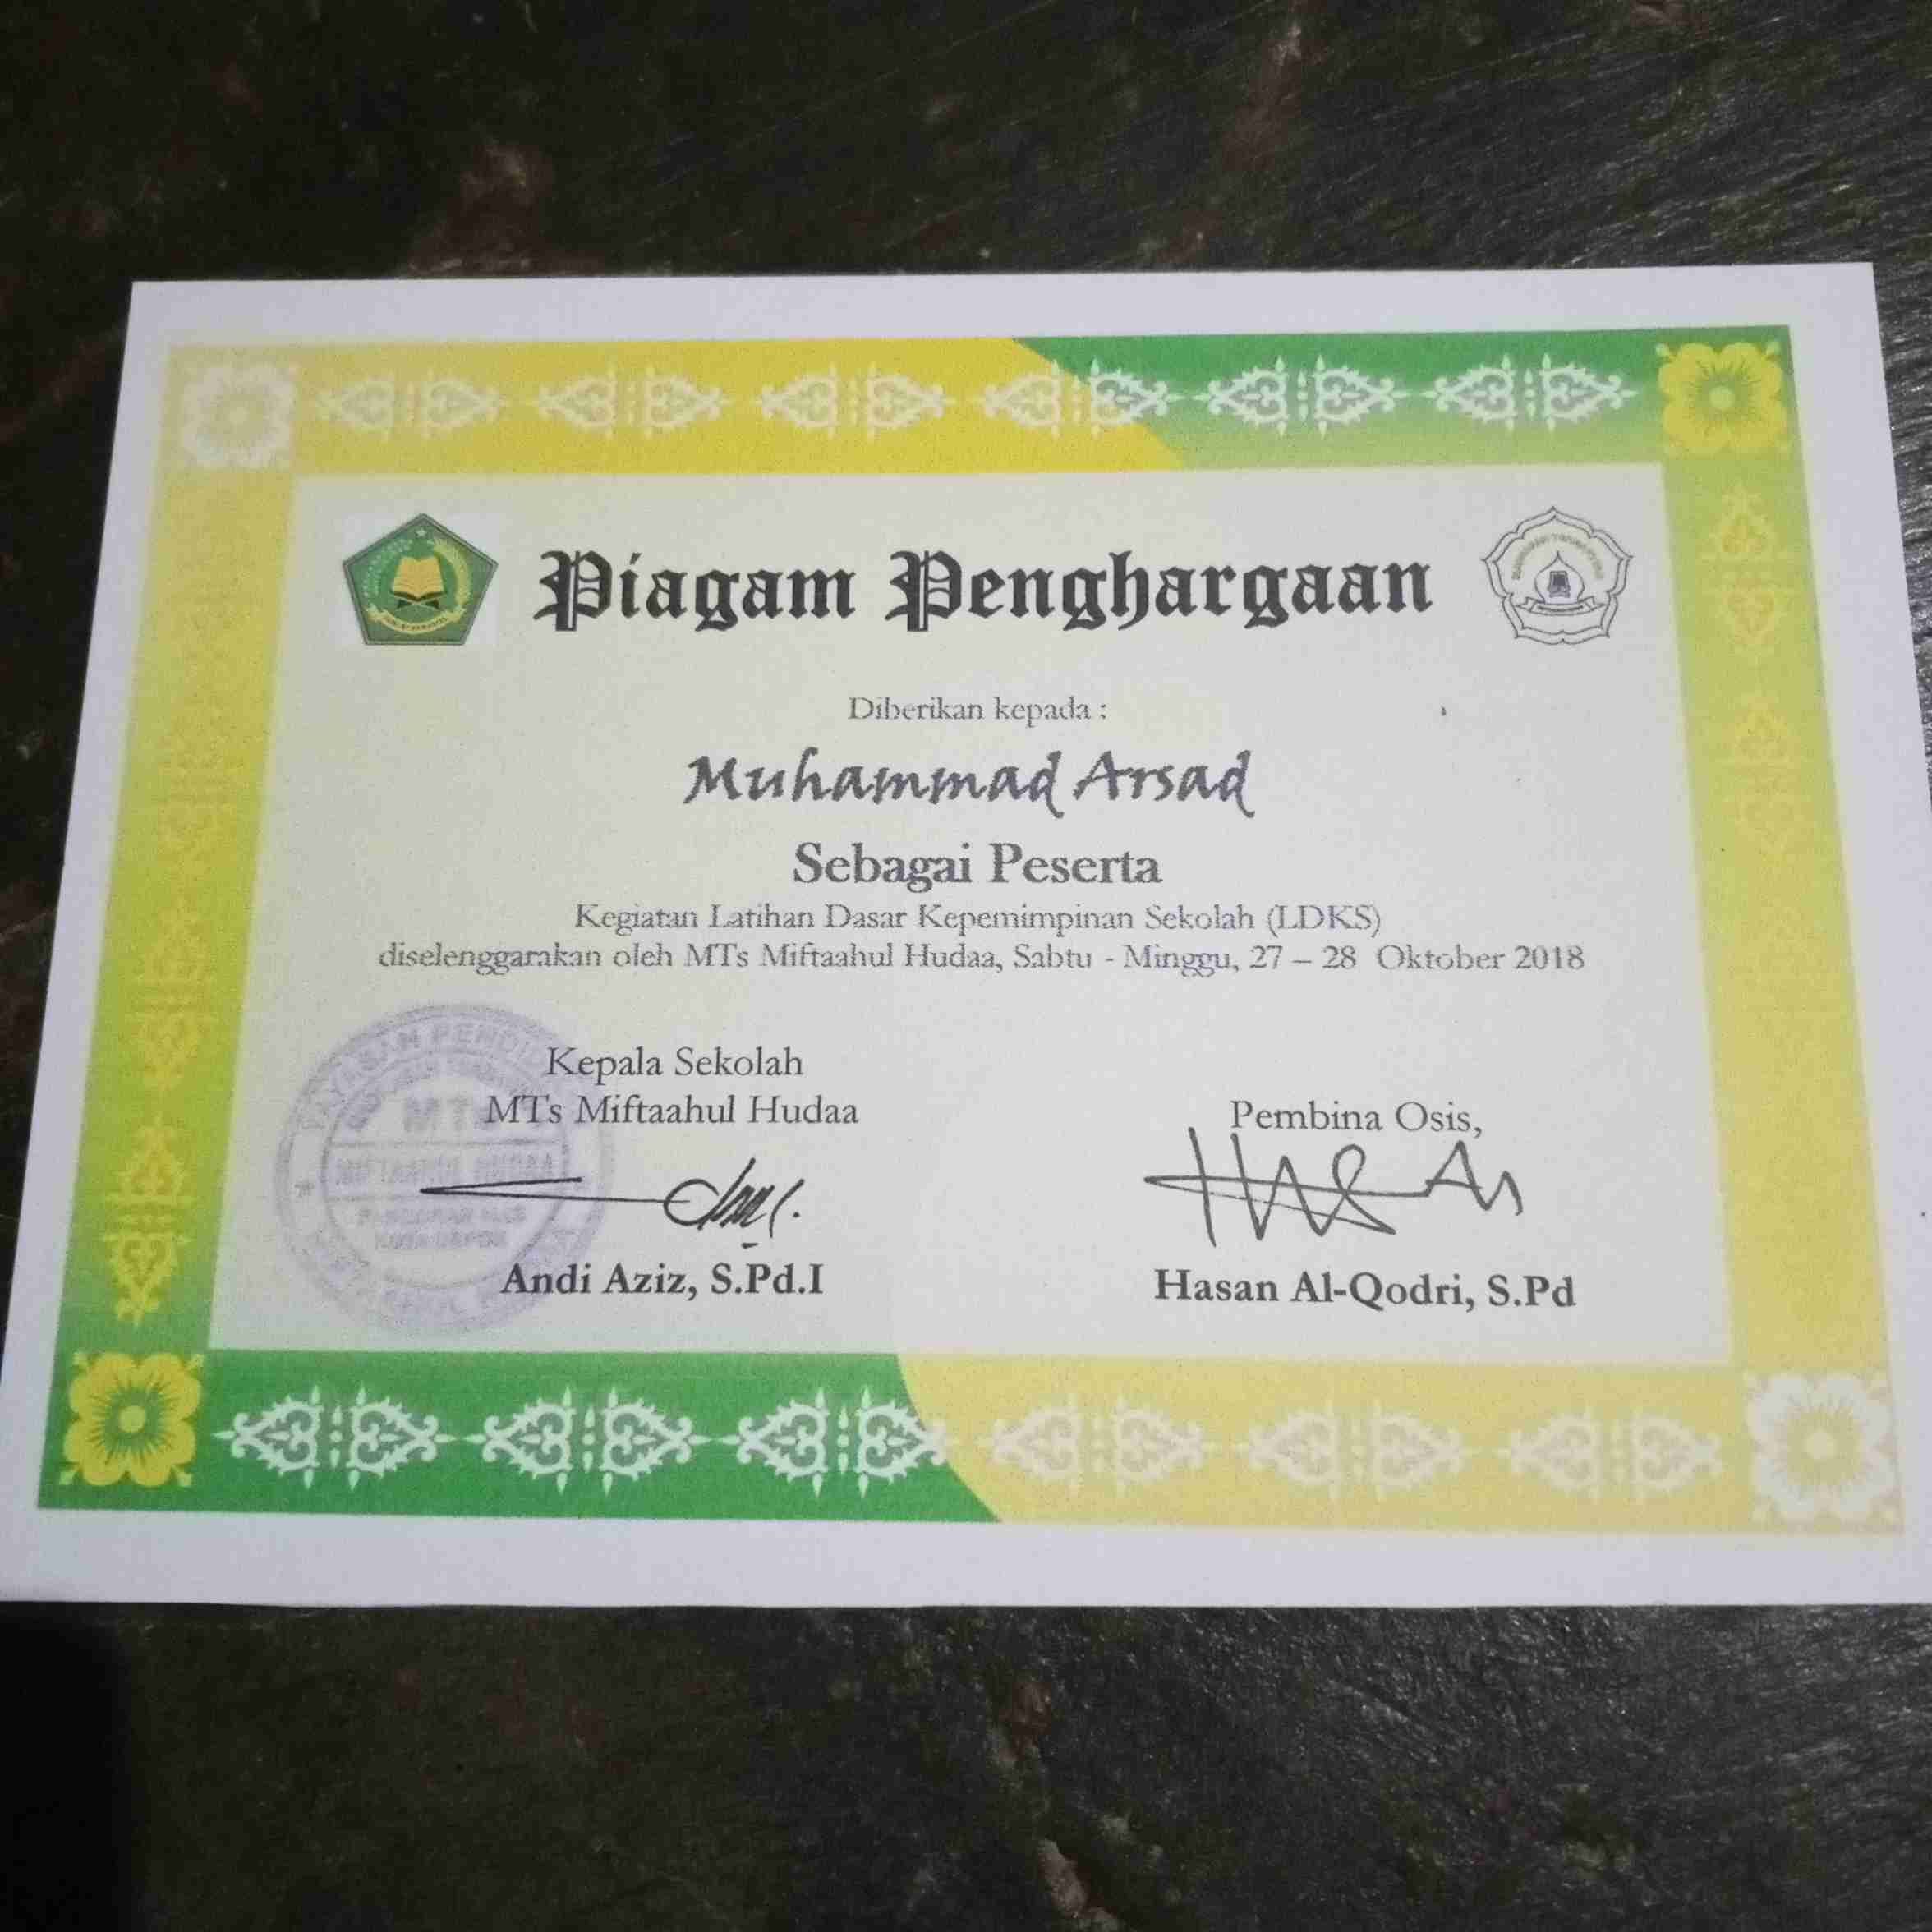 Piagam Penghargaan
Diberikan kepada :
Muhammad Arsad
Sebagai Peserta
Kegiatan Latihan Dasar Kepemimpinan Sekolah (LDKS)
diselenggarakan oleh MTs Miftaahul Hudaa, Sabtu - Minggu, 27 – 28 Oktober 2018
Kepala Sekolah
MTs Miftaahul Hudaa
Andi Aziz, S.Pd.I
Pembina Osis,
Hasan Al-Qodri, S.Pd